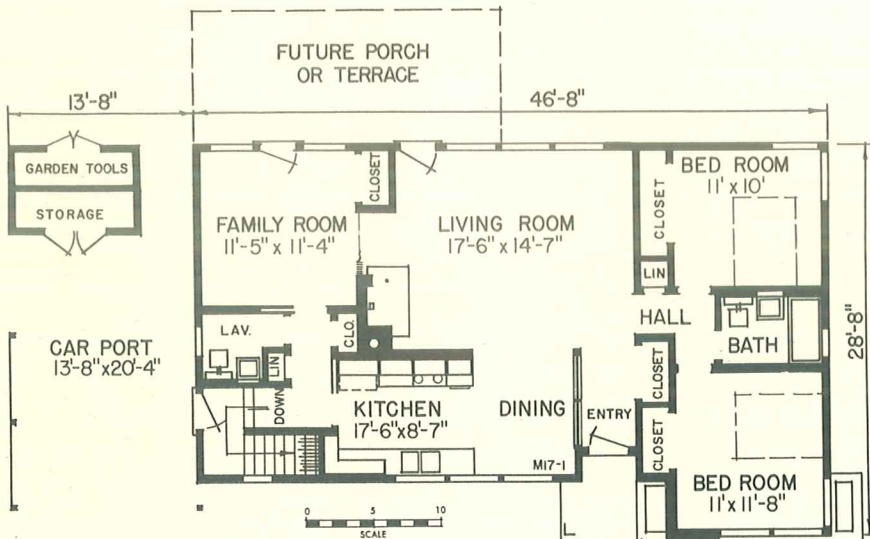 FUTURE PORCH
OR TERRACE
13'-8"
46'-8"
GARDEN TOOLS
STORAGE
CLOSET
FAMILY ROOM
11'-5" x 11'-4"
LIVING ROOM
17'-6" x 14'-7"
CLOSET
BED ROOM
11' x 10'
LIN
HALL
BATH
28'-8"
LAV.
LIN
CLO.
CAR PORT
13'-8"x20'-4"
DOWN
KITCHEN
17'-6"x8'-7"
DINING
ENTRY
CLOSET
CLOSET
M17-1
BED ROOM
11' x 11'-8"
0 5 10
SCALE